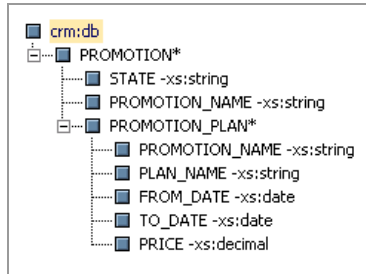 crm:db
PROMOTION*
STATE -xs:string
PROMOTION_NAME -xs:string
PROMOTION_PLAN*
PROMOTION_NAME -xs:string
PLAN_NAME -xs:string
FROM_DATE -xs:date
TO_DATE -xs:date
PRICE -xs:decimal